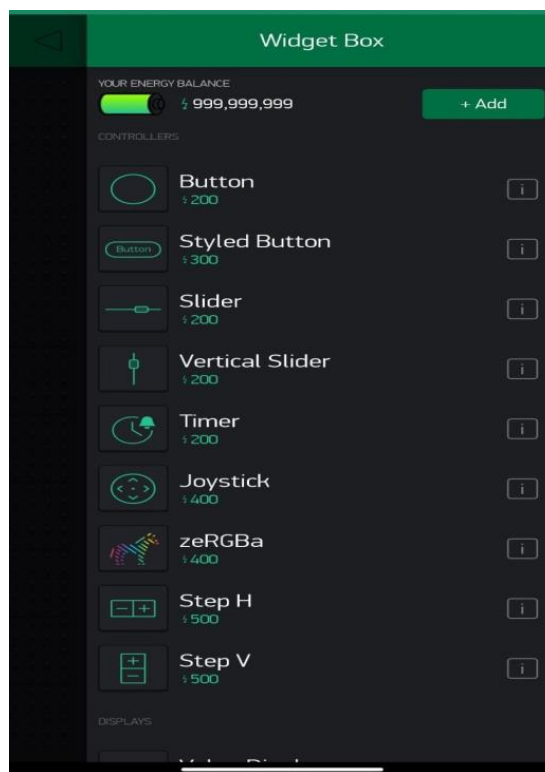 Widget Box
YOUR ENERGY BALANCE
999,999,999
+ Add
CONTROLLERS
Button
200
Button
Styled Button
300
Slider
200
Vertical Slider
200
Timer
200
Joystick
400
zeRGBa
400
Step H
500
Step V
500
DISPLAYS